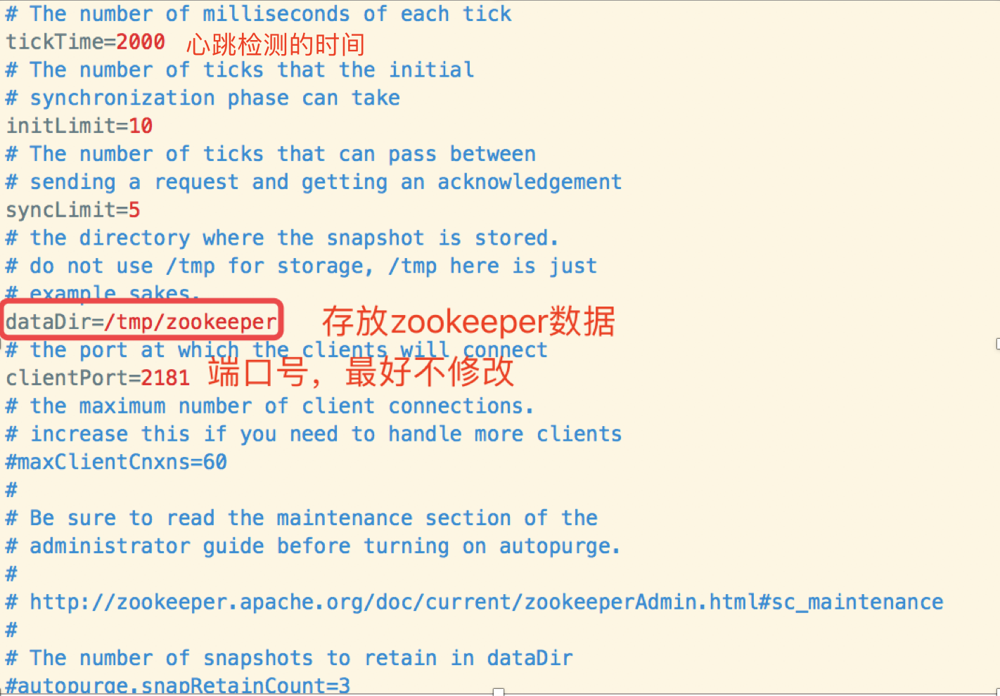 # The number of milliseconds of each tick
tickTime=2000 心跳检测的时间
# The number of ticks that the initial
# synchronization phase can take
initLimit=10
# The number of ticks that can pass between
# sending a request and getting an acknowledgement
syncLimit=5
# the directory where the snapshot is stored.
# do not use /tmp for storage, /tmp here is just
# example sakes.
dataDir=/tmp/zookeeper 存放zookeeper数据
# the port at which the clients will connect
clientPort=2181 端口号，最好不修改
# the maximum number of client connections.
# increase this if you need to handle more clients
#maxClientCnxns=60
#
# Be sure to read the maintenance section of the
# administrator guide before turning on autopurge.
#
# http://zookeeper.apache.org/doc/current/zookeeperAdmin.html#sc_maintenance
#
# The number of snapshots to retain in dataDir
#autopurge.snapRetainCount=3